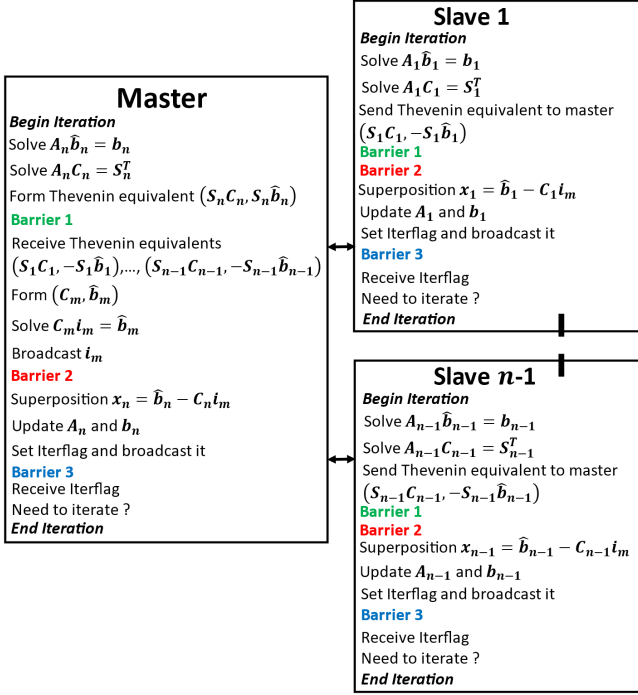 Master
Begin Iteration
Solve Aₙb̂ₙ = bₙ
Solve AₙCₙ = Sₙᵀ
Form Thevenin equivalent (SₙCₙ, Sₙb̂ₙ)
Barrier 1
Receive Thevenin equivalents
(S₁C₁, −S₁b̂₁),…, (Sₙ₋₁Cₙ₋₁, −Sₙ₋₁b̂ₙ₋₁)
Form (Cₘ, b̂ₘ)
Solve Cₘiₘ = b̂ₘ
Broadcast iₘ
Barrier 2
Superposition xₙ = b̂ₙ − Cₙiₘ
Update Aₙ and bₙ
Set Iterflag and broadcast it
Barrier 3
Receive Iterflag
Need to iterate ?
End Iteration
Slave 1
Begin Iteration
Solve A₁b̂₁ = b₁
Solve A₁C₁ = S₁ᵀ
Send Thevenin equivalent to master
(S₁C₁, −S₁b̂₁)
Barrier 1
Barrier 2
Superposition x₁ = b̂₁ − C₁iₘ
Update A₁ and b₁
Set Iterflag and broadcast it
Barrier 3
Receive Iterflag
Need to iterate ?
End Iteration
Slave n-1
Begin Iteration
Solve Aₙ₋₁b̂ₙ₋₁ = bₙ₋₁
Solve Aₙ₋₁Cₙ₋₁ = Sₙ₋₁ᵀ
Send Thevenin equivalent to master
(Sₙ₋₁Cₙ₋₁, −Sₙ₋₁b̂ₙ₋₁)
Barrier 1
Barrier 2
Superposition xₙ₋₁ = b̂ₙ₋₁ − Cₙ₋₁iₘ
Update Aₙ₋₁ and bₙ₋₁
Set Iterflag and broadcast it
Barrier 3
Receive Iterflag
Need to iterate ?
End Iteration